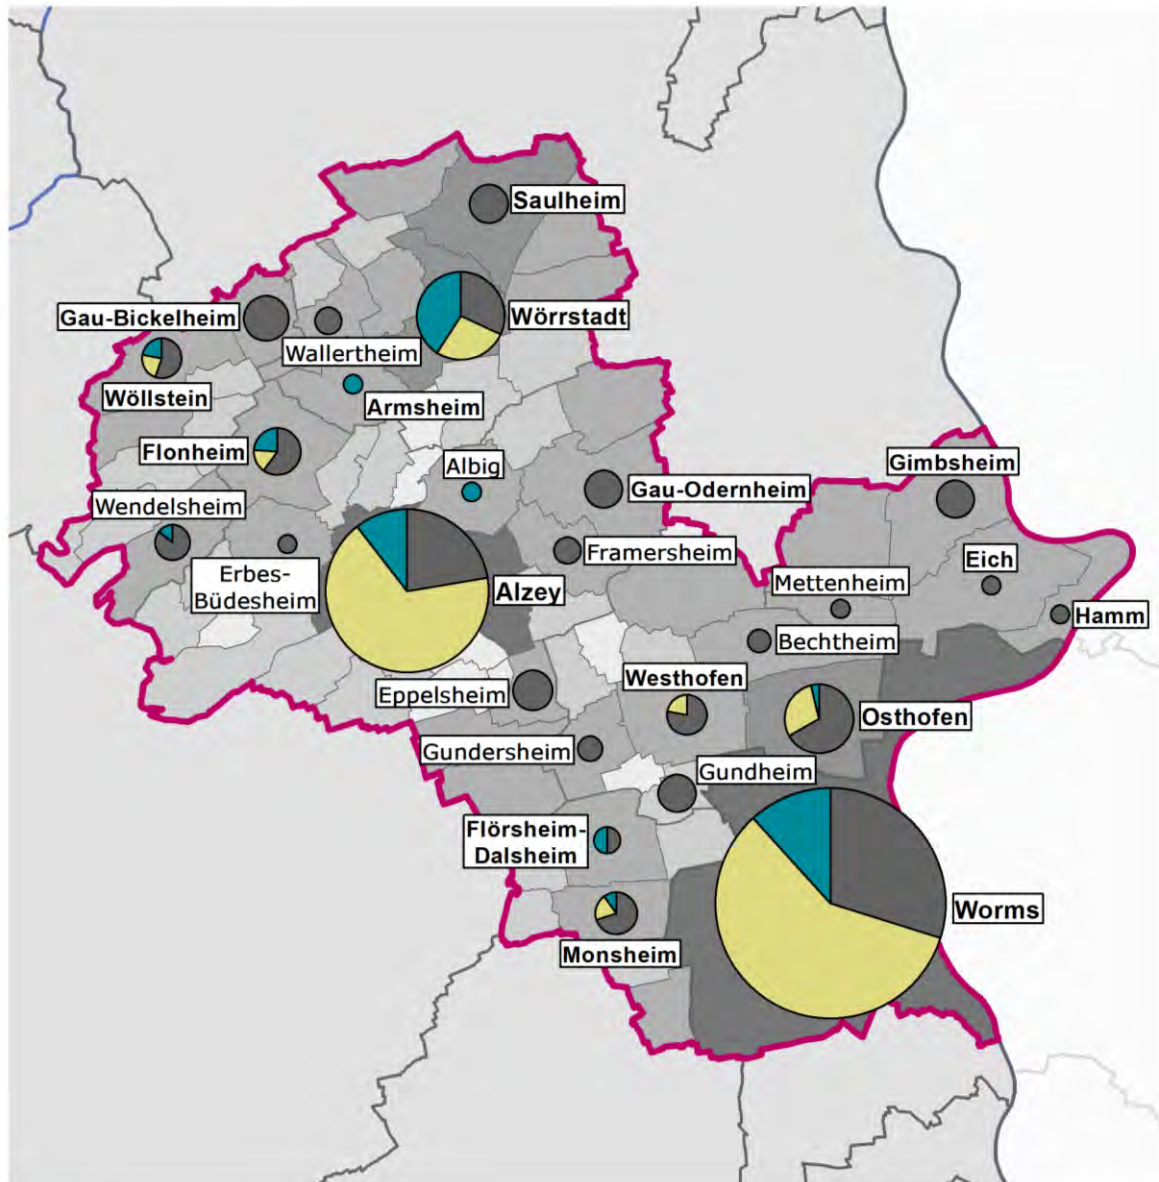 Saulheim
Gau-Bickelheim
Wörrstadt
Wallertheim
Wöllstein
Armsheim
Flonheim
Albig
Gimbsheim
Gau-Odernheim
Wendelsheim
Framersheim
Eich
Erbes-
Büdesheim
Mettenheim
Alzey
Hamm
Bechtheim
Westhofen
Eppelsheim
Osthofen
Gundersheim
Gundheim
Flörsheim-
Dalsheim
Worms
Monsheim